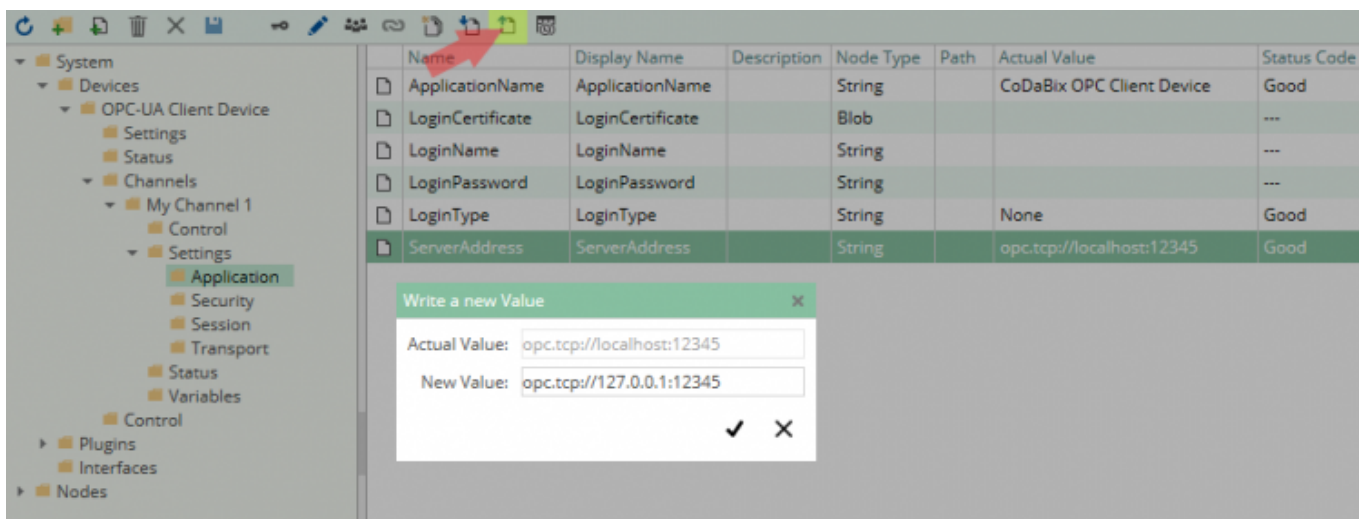 System
Devices
OPC-UA Client Device
Settings
Status
Channels
My Channel 1
Control
Settings
Application
Security
Session
Transport
Status
Variables
Control
Plugins
Interfaces
Nodes
Name Display Name Description Node Type Path Actual Value Status Code
ApplicationName ApplicationName String CoDaBix OPC Client Device Good
LoginCertificate LoginCertificate Blob ---
LoginName LoginName String ---
LoginPassword LoginPassword String ---
LoginType LoginType String None Good
ServerAddress ServerAddress String opc.tcp://localhost:12345 Good
Write a new Value
Actual Value: opc.tcp://localhost:12345
New Value: opc.tcp://127.0.0.1:12345